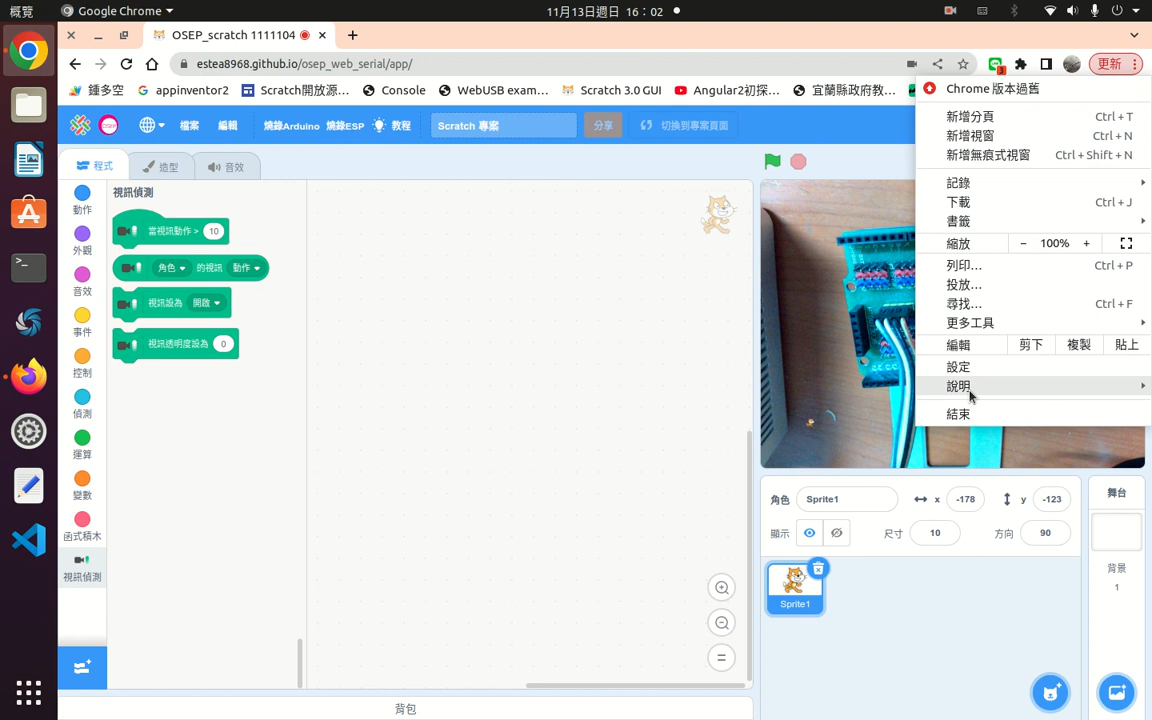 概覽
Google Chrome
11月13日週日 16：02
OSEP_scratch 1111104
estea8968.github.io/osep_web_serial/app/
更新
3
鍾多空
appinventor2
Scratch開放源…
Console
WebUSB exam…
Scratch 3.0 GUI
Angular2初探…
宜蘭縣政府教…
OSEP
檔案
編輯
燒錄Arduino
燒錄ESP
教程
Scratch 專案
分享
切換到專案頁面
程式
造型
音效
動作
外觀
音效
事件
控制
偵測
運算
變數
函式積木
視訊偵測
視訊偵測
當視訊動作 > 10
角色 的視訊 動作
視訊設為 開啟
視訊透明度設為 0
背包
Chrome 版本過舊
新增分頁 Ctrl + T
新增視窗 Ctrl + N
新增無痕式視窗 Ctrl + Shift + N
記錄
下載 Ctrl + J
書籤
縮放 − 100% +
列印… Ctrl + P
投放…
尋找… Ctrl + F
更多工具
編輯 剪下 複製 貼上
設定
說明
結束
角色 Sprite1 x -178 y -123
顯示 尺寸 10 方向 90
Sprite1
舞台
背景
1